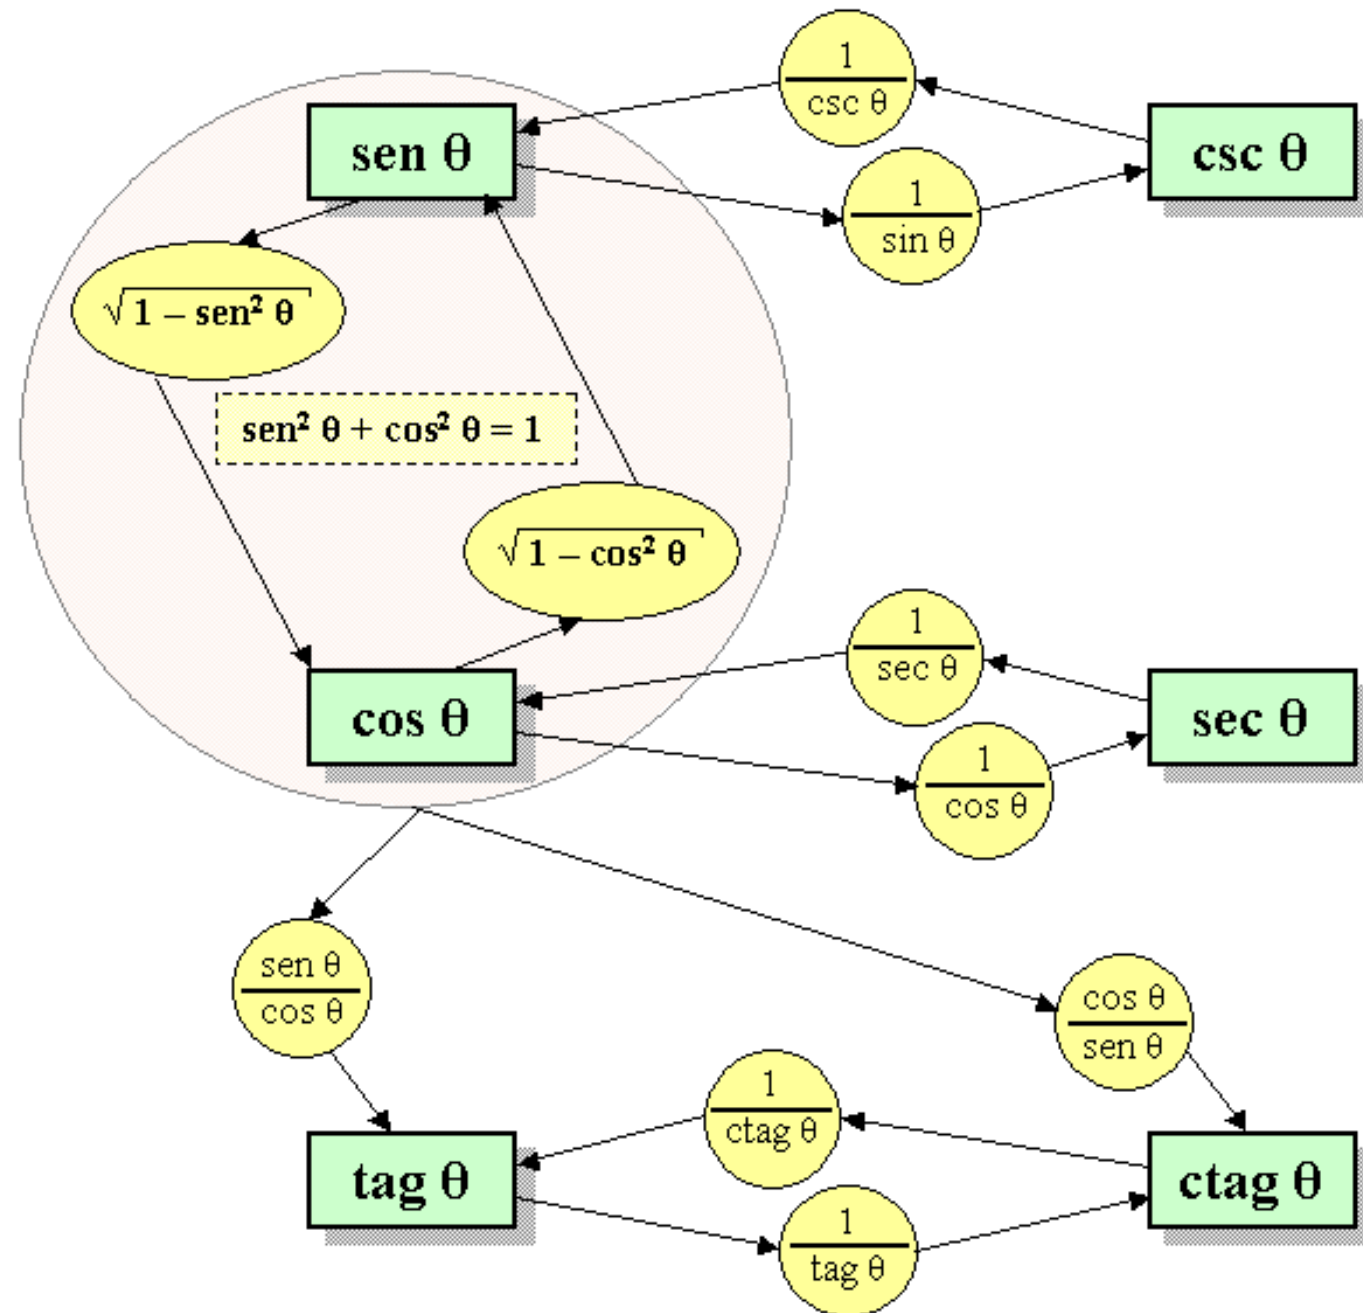 1
csc θ
sen θ
csc θ
1
sin θ
√1 – sen² θ
sen² θ + cos² θ = 1
√1 – cos² θ
1
sec θ
cos θ
sec θ
1
cos θ
sen θ
cos θ
cos θ
sen θ
1
ctag θ
tag θ
ctag θ
1
tag θ